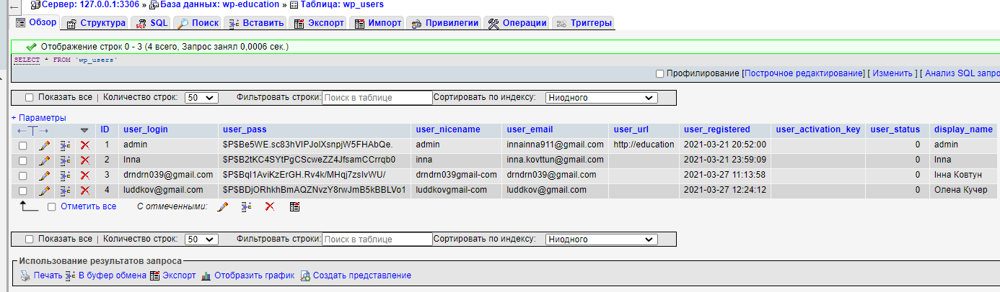 Сервер: 127.0.0.1:3306 » База данных: wp-education » Таблица: wp_users
Обзор Структура SQL Поиск Вставить Экспорт Импорт Привилегии Операции Триггеры
Отображение строк 0 - 3 (4 всего, Запрос занял 0,0006 сек.)
SELECT * FROM `wp_users`
Профилирование [Построчное редактирование] [ Изменить ] [ Анализ SQL запро
Показать все | Количество строк: 50 Фильтровать строки: Поиск в таблице Сортировать по индексу: Ниодного
+ Параметры
←T→ ID user_login user_pass user_nicename user_email user_url user_registered user_activation_key user_status display_name
1 admin $P$Be5WE.sc83hVIPJolXsnpjW5FHAbQe. admin innainna911@gmail.com http://education 2021-03-21 20:52:00 0 admin
2 Inna $P$B2tKC4SYtPgCScweZZ4JfsamCCrrqb0 inna inna.kovttun@gmail.com 2021-03-21 23:59:09 0 Inna
3 drndrn039@gmail.com $P$BqI1AviKzErGH.Rv4k/MHqj7zsIvWU/ drndrn039gmail-com drndrn039@gmail.com 2021-03-27 11:13:58 0 Інна Ковтун
4 luddkov@gmail.com $P$BDjORhkhBmAQZNvzY8rwJmB5kBBLVo1 luddkovgmail-com luddkov@gmail.com 2021-03-27 12:24:12 0 Олена Кучер
Отметить все С отмеченными:
Показать все | Количество строк: 50 Фильтровать строки: Поиск в таблице Сортировать по индексу: Ниодного
Использование результатов запроса
Печать В буфер обмена Экспорт Отобразить график Создать представление